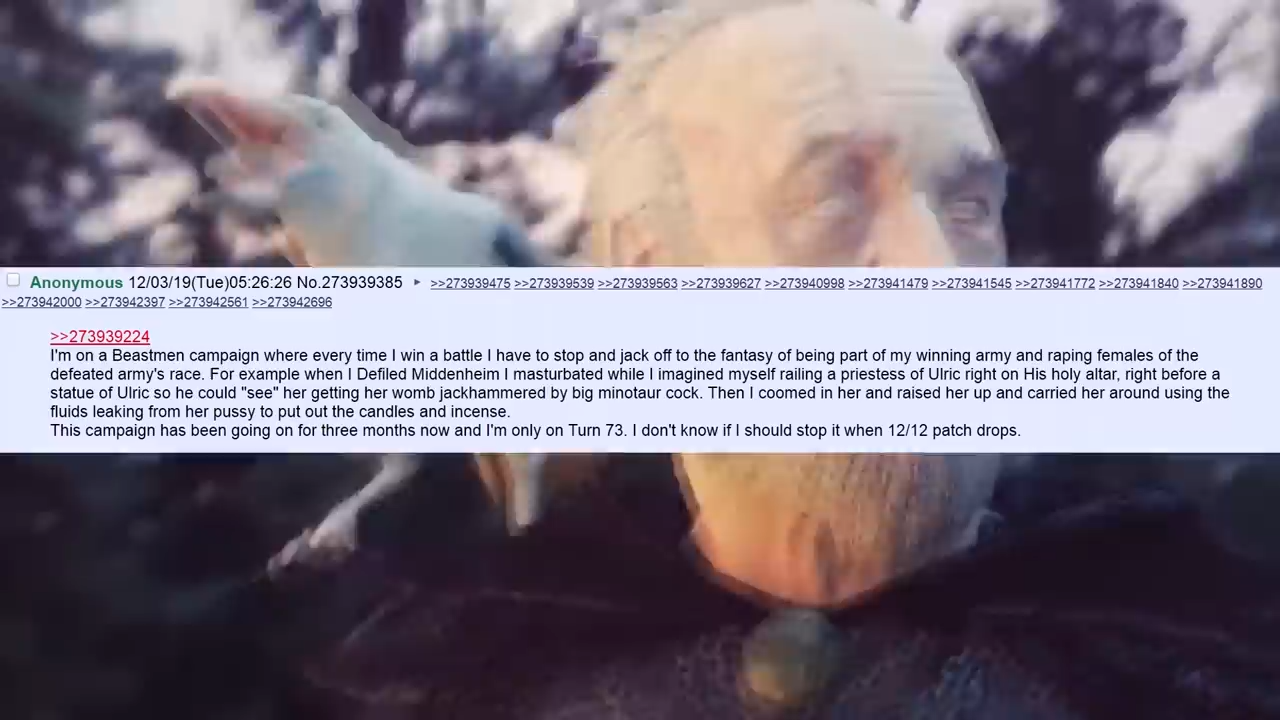 Anonymous 12/03/19(Tue)05:26:26 No.273939385 ▸ >>273939475 >>273939539 >>273939563 >>273939627 >>273940998 >>273941479 >>273941545 >>273941772 >>273941840 >>273941890
>>273942000 >>273942397 >>273942561 >>273942696
>>273939224
I'm on a Beastmen campaign where every time I win a battle I have to stop and jack off to the fantasy of being part of my winning army and raping females of the
defeated army's race. For example when I Defiled Middenheim I masturbated while I imagined myself railing a priestess of Ulric right on His holy altar, right before a
statue of Ulric so he could "see" her getting her womb jackhammered by big minotaur cock. Then I coomed in her and raised her up and carried her around using the
fluids leaking from her pussy to put out the candles and incense.
This campaign has been going on for three months now and I'm only on Turn 73. I don't know if I should stop it when 12/12 patch drops.